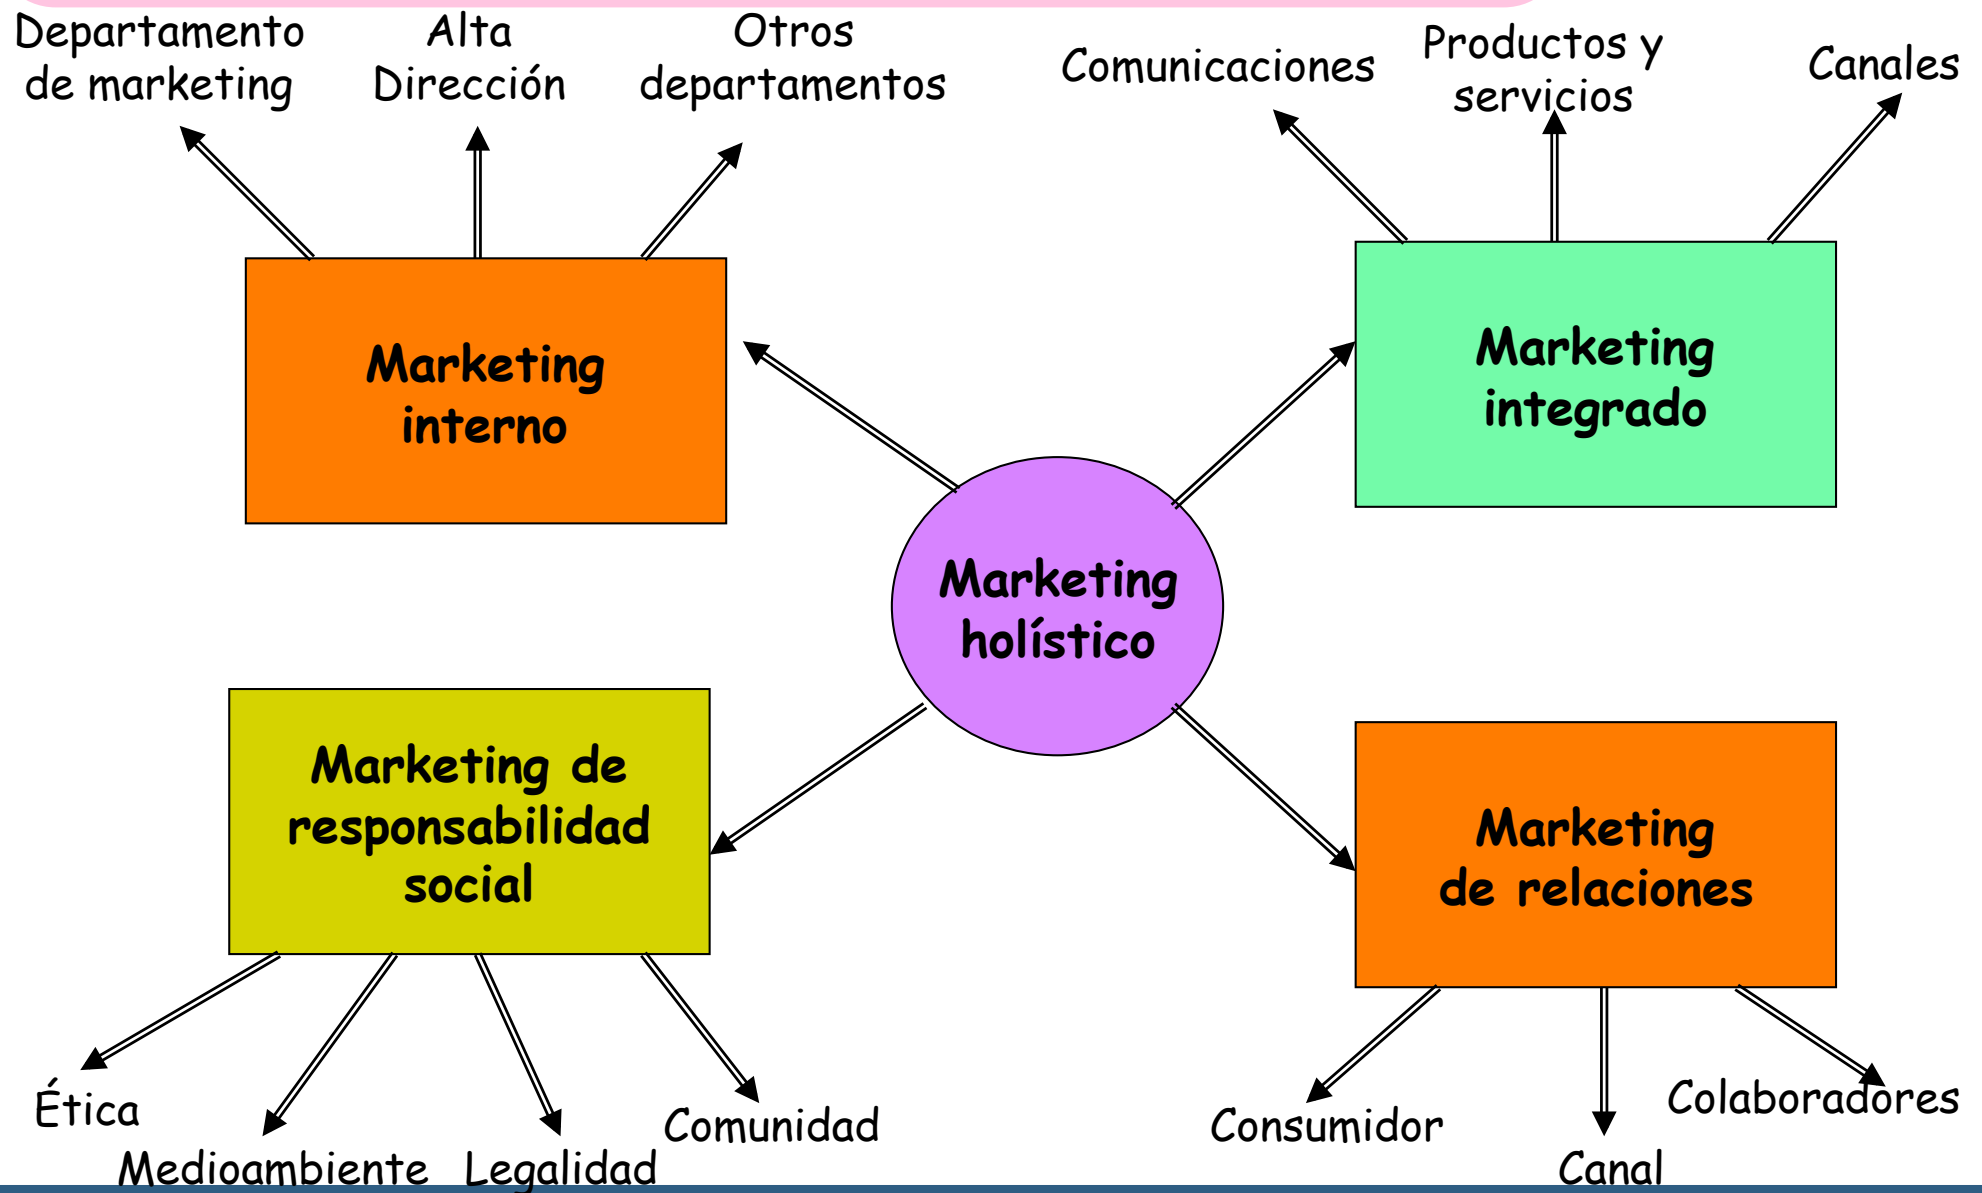 Departamento
de marketing
Alta
Dirección
Otros
departamentos
Comunicaciones
Productos y
servicios
Canales
Marketing
interno
Marketing
integrado
Marketing
holístico
Marketing de
responsabilidad
social
Marketing
de relaciones
Ética
Medioambiente
Legalidad
Comunidad
Consumidor
Canal
Colaboradores